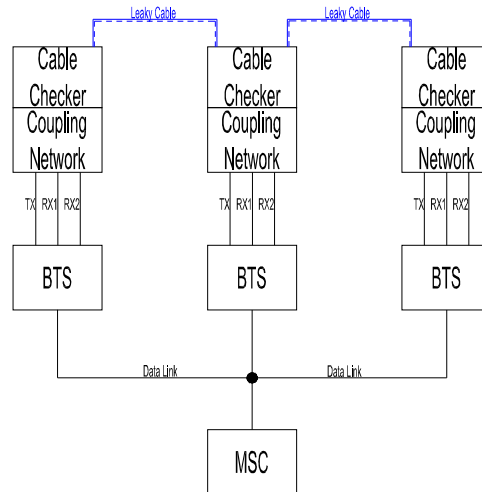 Leaky Cable
Leaky Cable
Cable
Checker
Coupling
Network
Cable
Checker
Coupling
Network
Cable
Checker
Coupling
Network
TX RX1 RX2
TX RX1 RX2
TX RX1 RX2
BTS
BTS
BTS
Data Link
Data Link
MSC